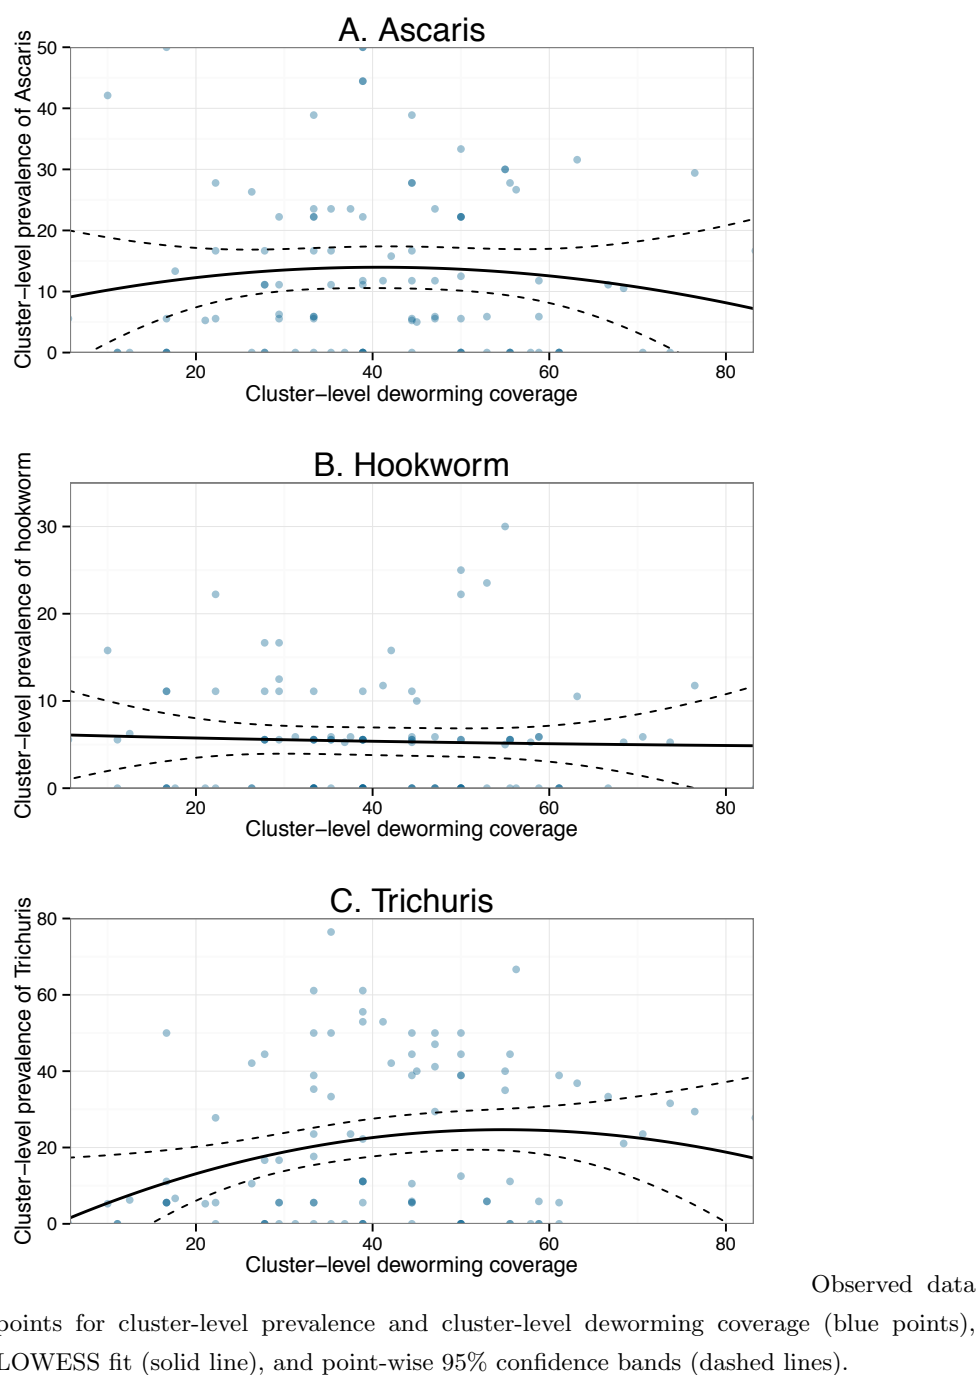 A. Ascaris
Cluster–level prevalence of Ascaris
50
40
30
20
10
0
20 40 60 80
Cluster–level deworming coverage
B. Hookworm
Cluster–level prevalence of hookworm
30
20
10
0
20 40 60 80
Cluster–level deworming coverage
C. Trichuris
Cluster–level prevalence of Trichuris
80
60
40
20
0
20 40 60 80
Cluster–level deworming coverage
Observed data
points for cluster-level prevalence and cluster-level deworming coverage (blue points),
LOWESS fit (solid line), and point-wise 95% confidence bands (dashed lines).